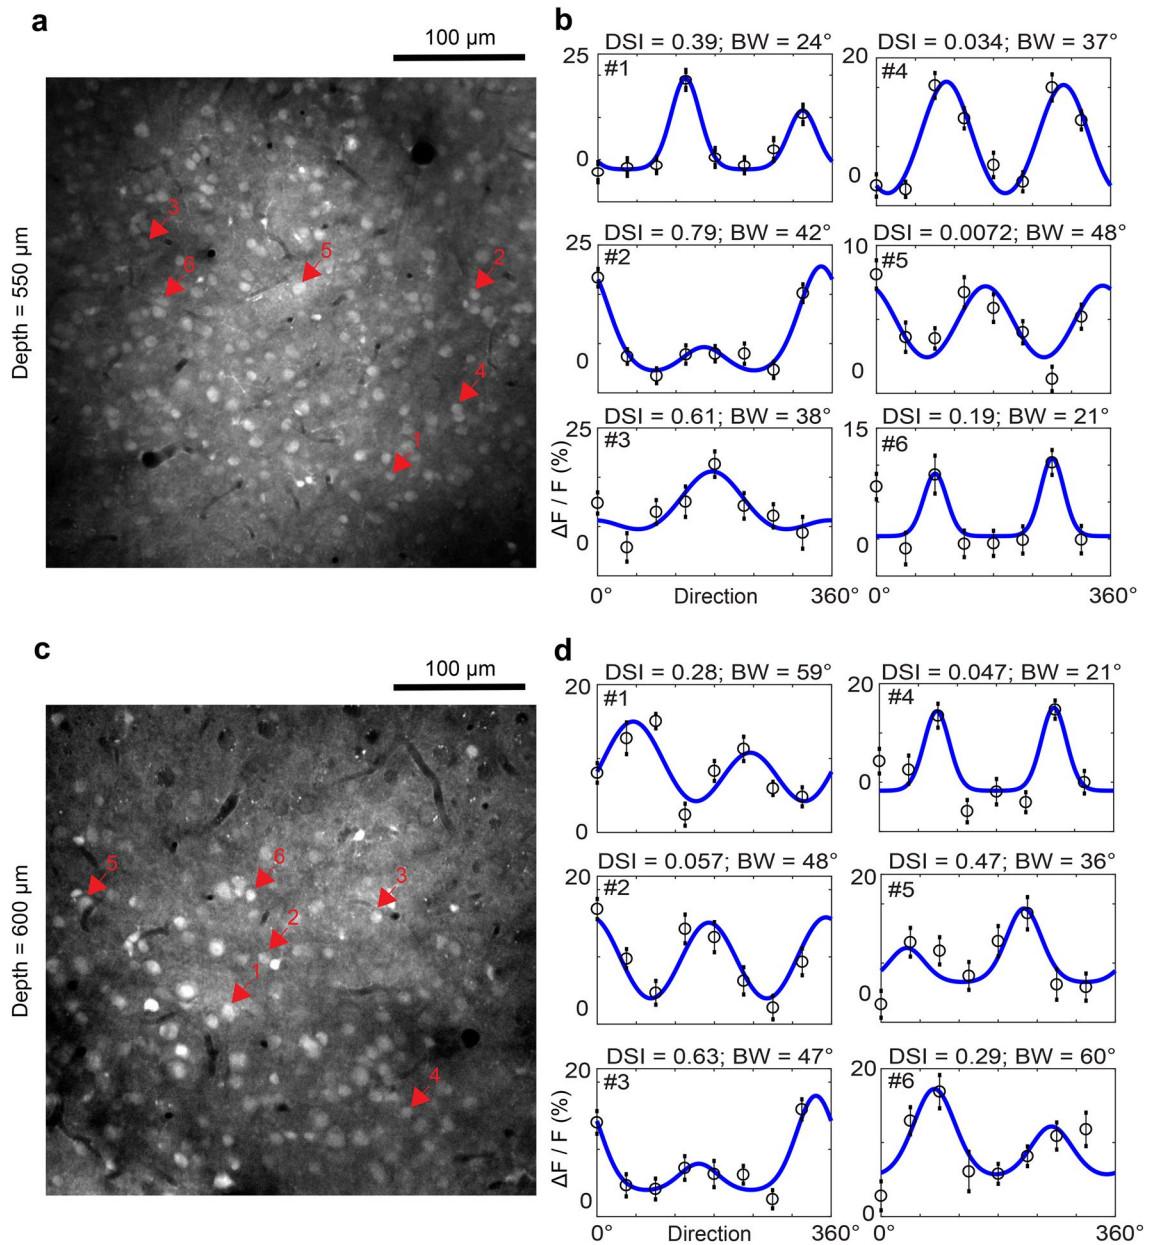 a
100 µm
Depth = 550 µm
3
6
5
2
4
1
b
DSI = 0.39; BW = 24°
25
#1
0
DSI = 0.034; BW = 37°
20
#4
0
DSI = 0.79; BW = 42°
25
#2
0
DSI = 0.0072; BW = 48°
10
#5
0
DSI = 0.61; BW = 38°
25
#3
0
ΔF / F (%)
DSI = 0.19; BW = 21°
15
#6
0
0° Direction 360° 0° 360°
c
100 µm
Depth = 600 µm
5
6
3
2
1
4
d
DSI = 0.28; BW = 59°
20
#1
0
DSI = 0.047; BW = 21°
20
#4
0
DSI = 0.057; BW = 48°
20
#2
0
DSI = 0.47; BW = 36°
20
#5
0
DSI = 0.63; BW = 47°
20
#3
0
ΔF / F (%)
DSI = 0.29; BW = 60°
20
#6
0
0° Direction 360° 0° 360°